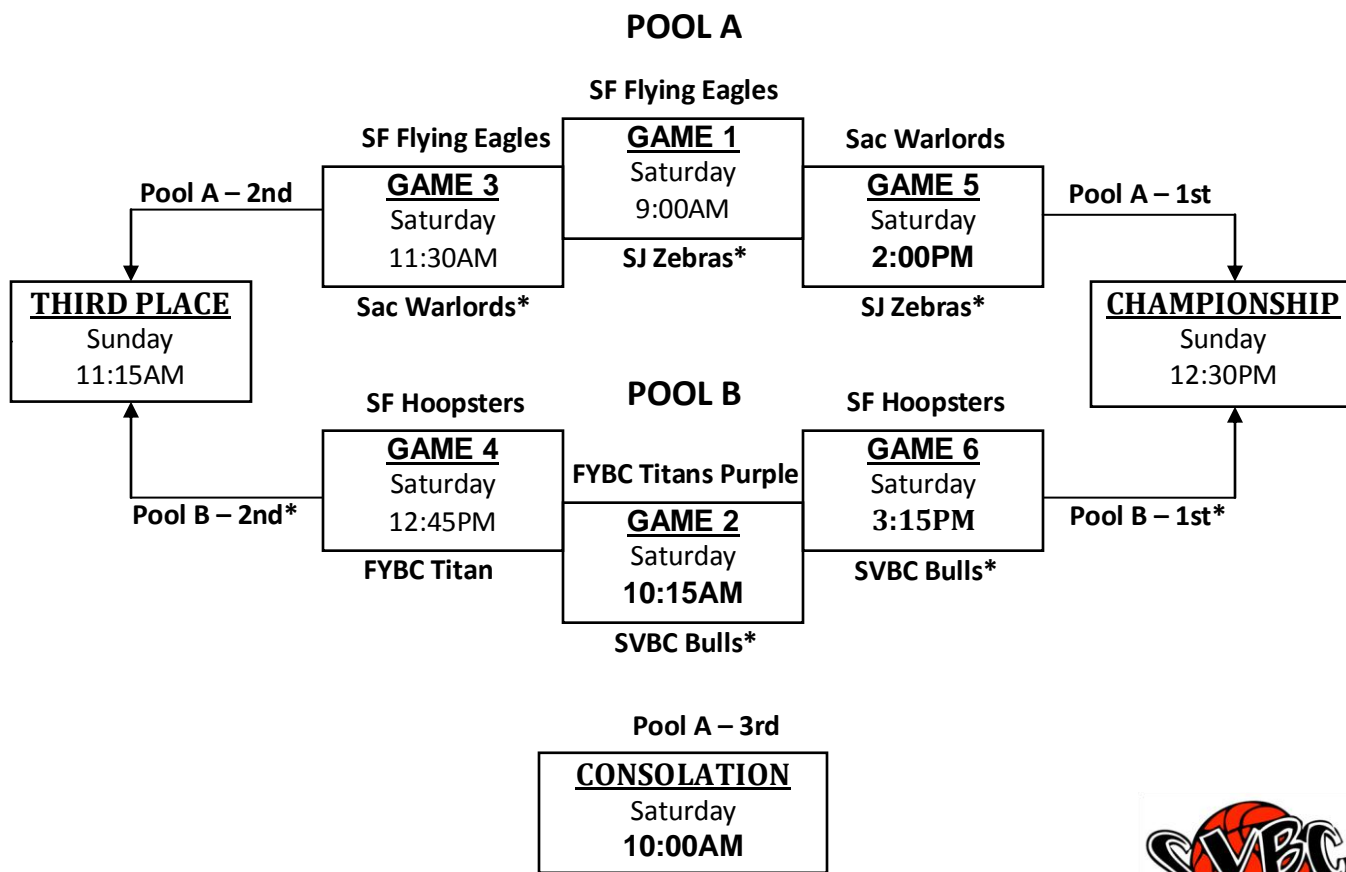 POOL A
SF Flying Eagles
GAME 1
Saturday
9:00AM
SJ Zebras*
SF Flying Eagles
GAME 3
Saturday
11:30AM
Sac Warlords*
Sac Warlords
GAME 5
Saturday
2:00PM
SJ Zebras*
Pool A – 2nd
Pool A – 1st
THIRD PLACE
Sunday
11:15AM
CHAMPIONSHIP
Sunday
12:30PM
POOL B
SF Hoopsters
GAME 4
Saturday
12:45PM
FYBC Titan
FYBC Titans Purple
GAME 2
Saturday
10:15AM
SVBC Bulls*
SF Hoopsters
GAME 6
Saturday
3:15PM
SVBC Bulls*
Pool B – 2nd*
Pool B – 1st*
Pool A – 3rd
CONSOLATION
Saturday
10:00AM
SVBC